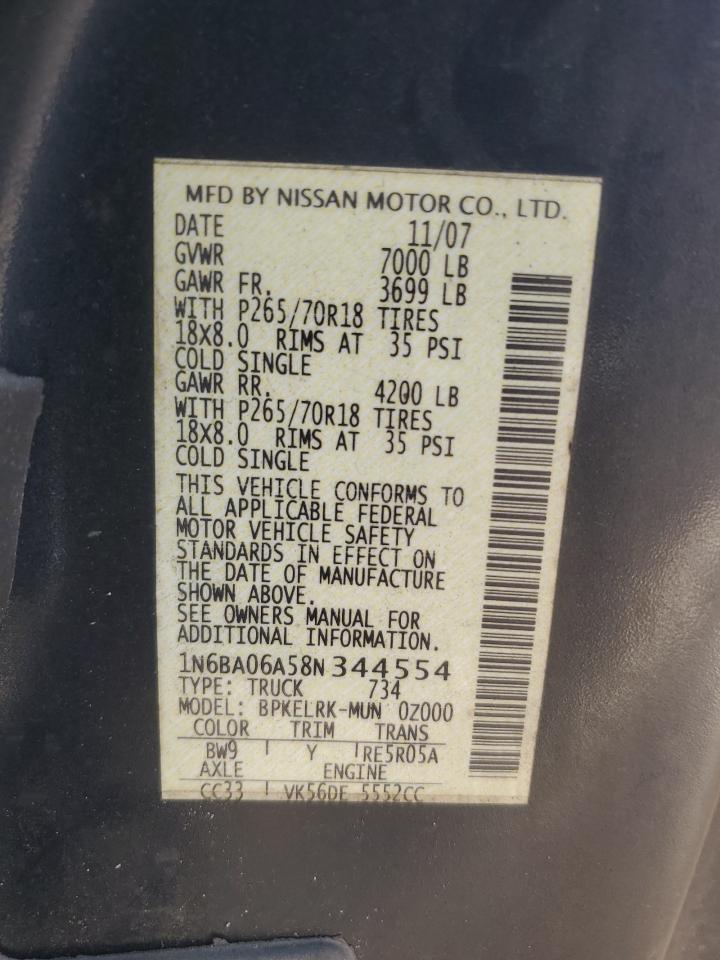 MFD BY NISSAN MOTOR CO., LTD.
DATE 11/07
GVWR 7000 LB
GAWR FR. 3699 LB
WITH P265/70R18 TIRES
18X8.0 RIMS AT 35 PSI
COLD SINGLE
GAWR RR. 4200 LB
WITH P265/70R18 TIRES
18X8.0 RIMS AT 35 PSI
COLD SINGLE
THIS VEHICLE CONFORMS TO
ALL APPLICABLE FEDERAL
MOTOR VEHICLE SAFETY
STANDARDS IN EFFECT ON
THE DATE OF MANUFACTURE
SHOWN ABOVE.
SEE OWNERS MANUAL FOR
ADDITIONAL INFORMATION.
1N6BA06A58N344554
TYPE: TRUCK 734
MODEL: BPKELRK-MUN 0Z000
COLOR TRIM TRANS
BW9 Y RE5R05A
AXLE ENGINE
CC33 VK56DE 5552CC